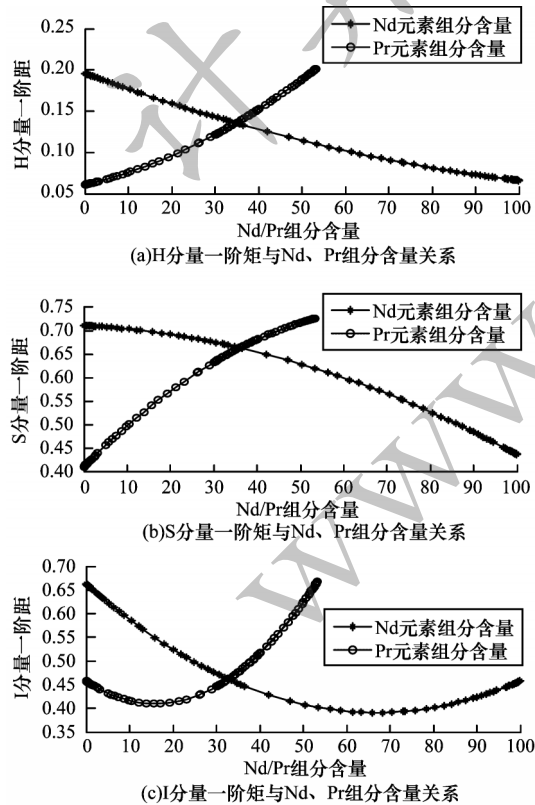 Nd元素组分含量
Pr元素组分含量
H分量一阶距
0.25
0.20
0.15
0.10
0.05
0 10 20 30 40 50 60 70 80 90 100
Nd/Pr组分含量
(a)H分量一阶矩与Nd、Pr组分含量关系
Nd元素组分含量
Pr元素组分含量
S分量一阶距
0.75
0.70
0.65
0.60
0.55
0.50
0.45
0.40
0 10 20 30 40 50 60 70 80 90 100
Nd/Pr组分含量
(b)S分量一阶矩与Nd、Pr组分含量关系
Nd元素组分含量
Pr元素组分含量
I分量一阶距
0.70
0.65
0.60
0.55
0.50
0.45
0.40
0.35
0 10 20 30 40 50 60 70 80 90 100
Nd/Pr组分含量
(c)I分量一阶矩与Nd、Pr组分含量关系
计
www